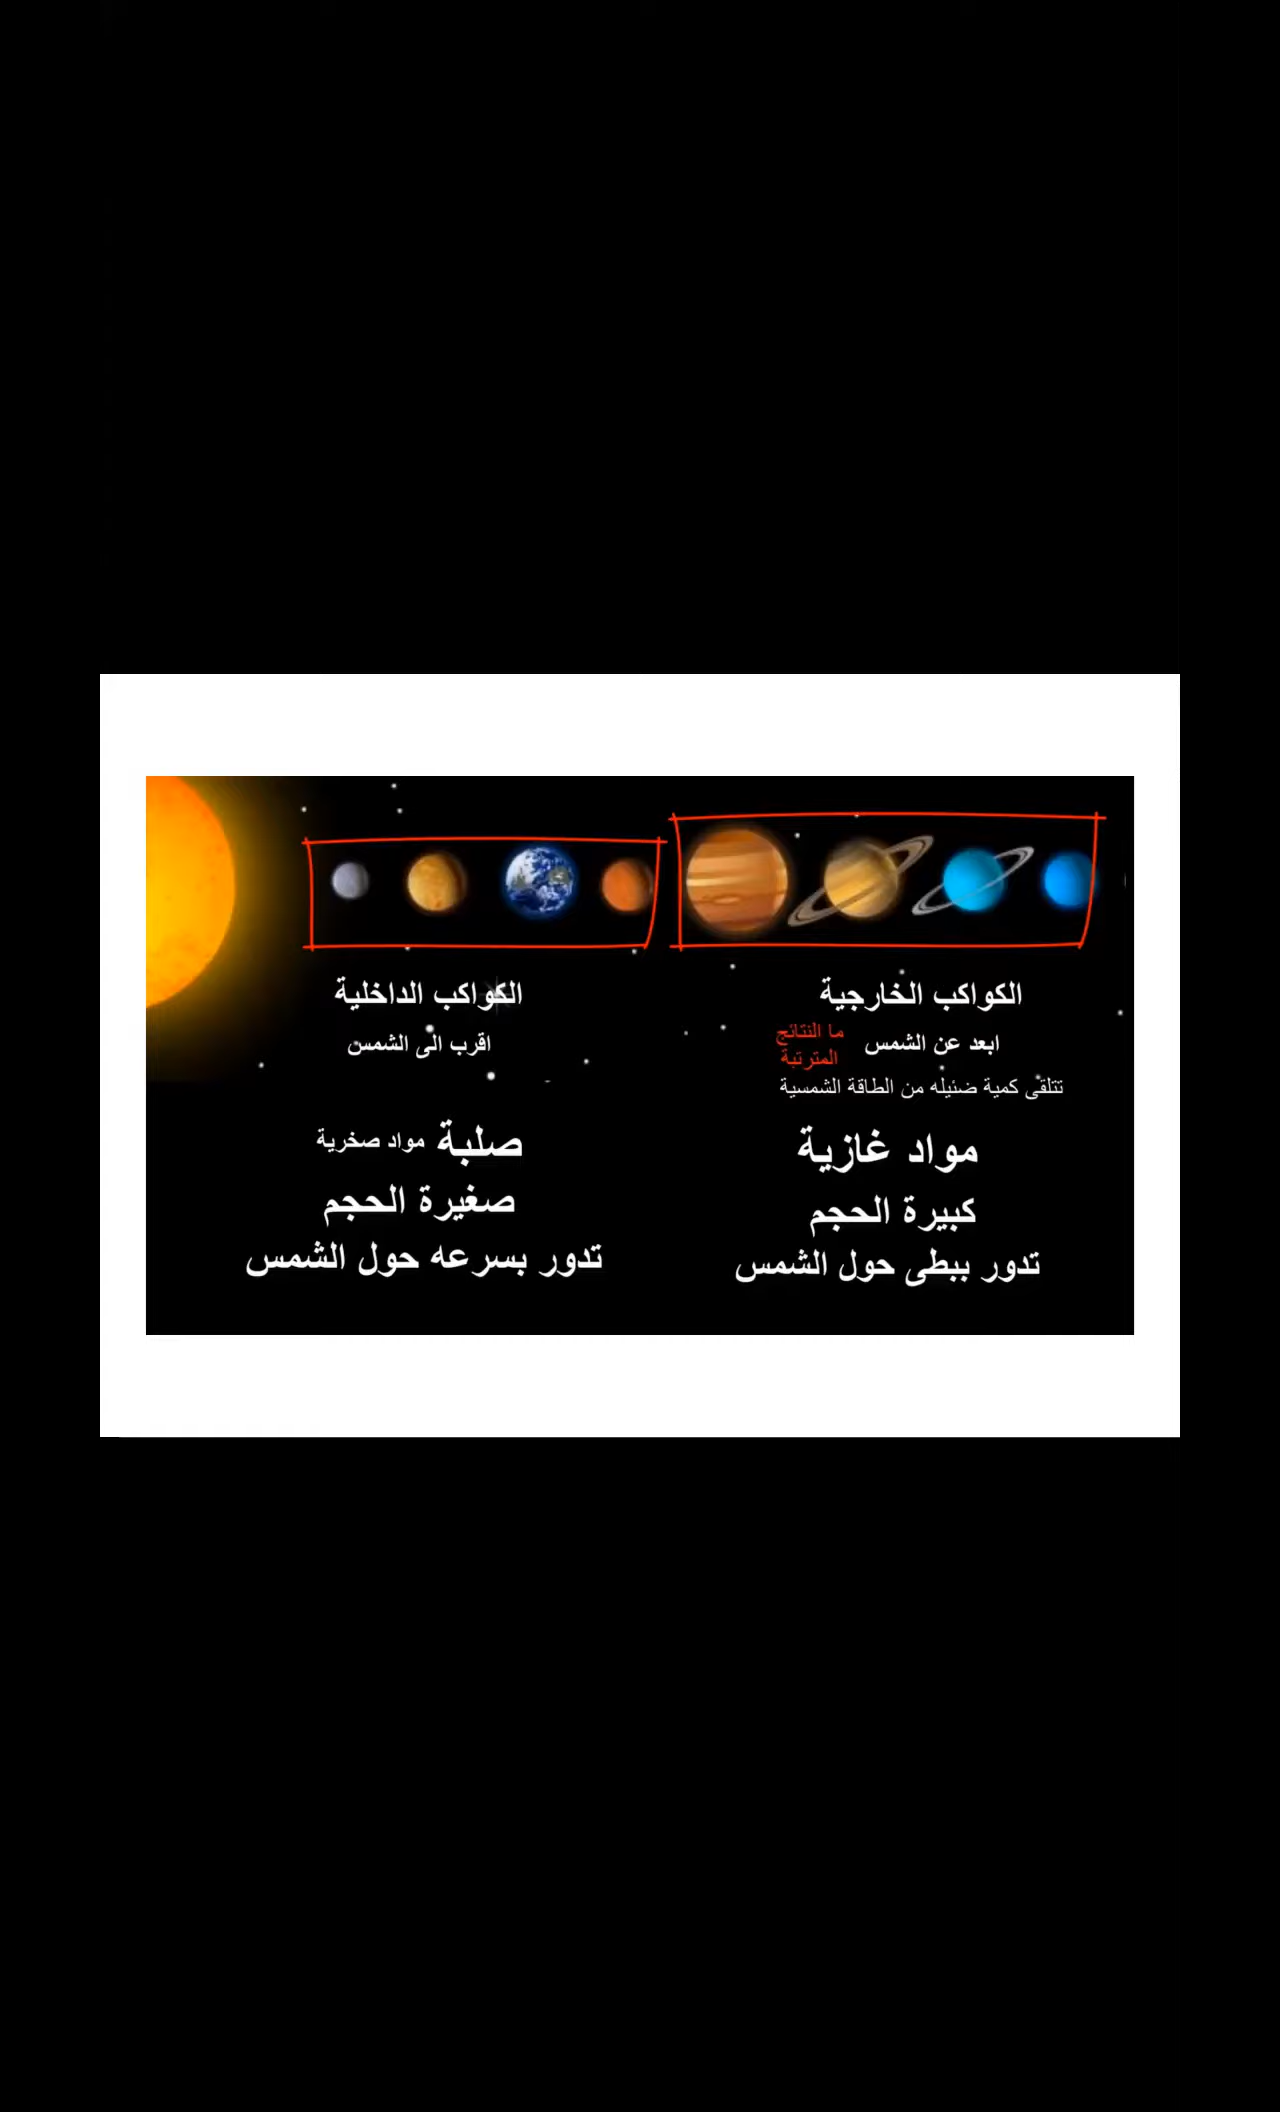 الكواكب الخارجية
ابعد عن الشمس
ما النتائج
المترتبة
تتلقى كمية ضئيله من الطاقة الشمسية
مواد غازية
كبيرة الحجم
تدور ببطى حول الشمس
الكواكب الداخلية
اقرب الى الشمس
صلبة مواد صخرية
صغيرة الحجم
تدور بسرعه حول الشمس